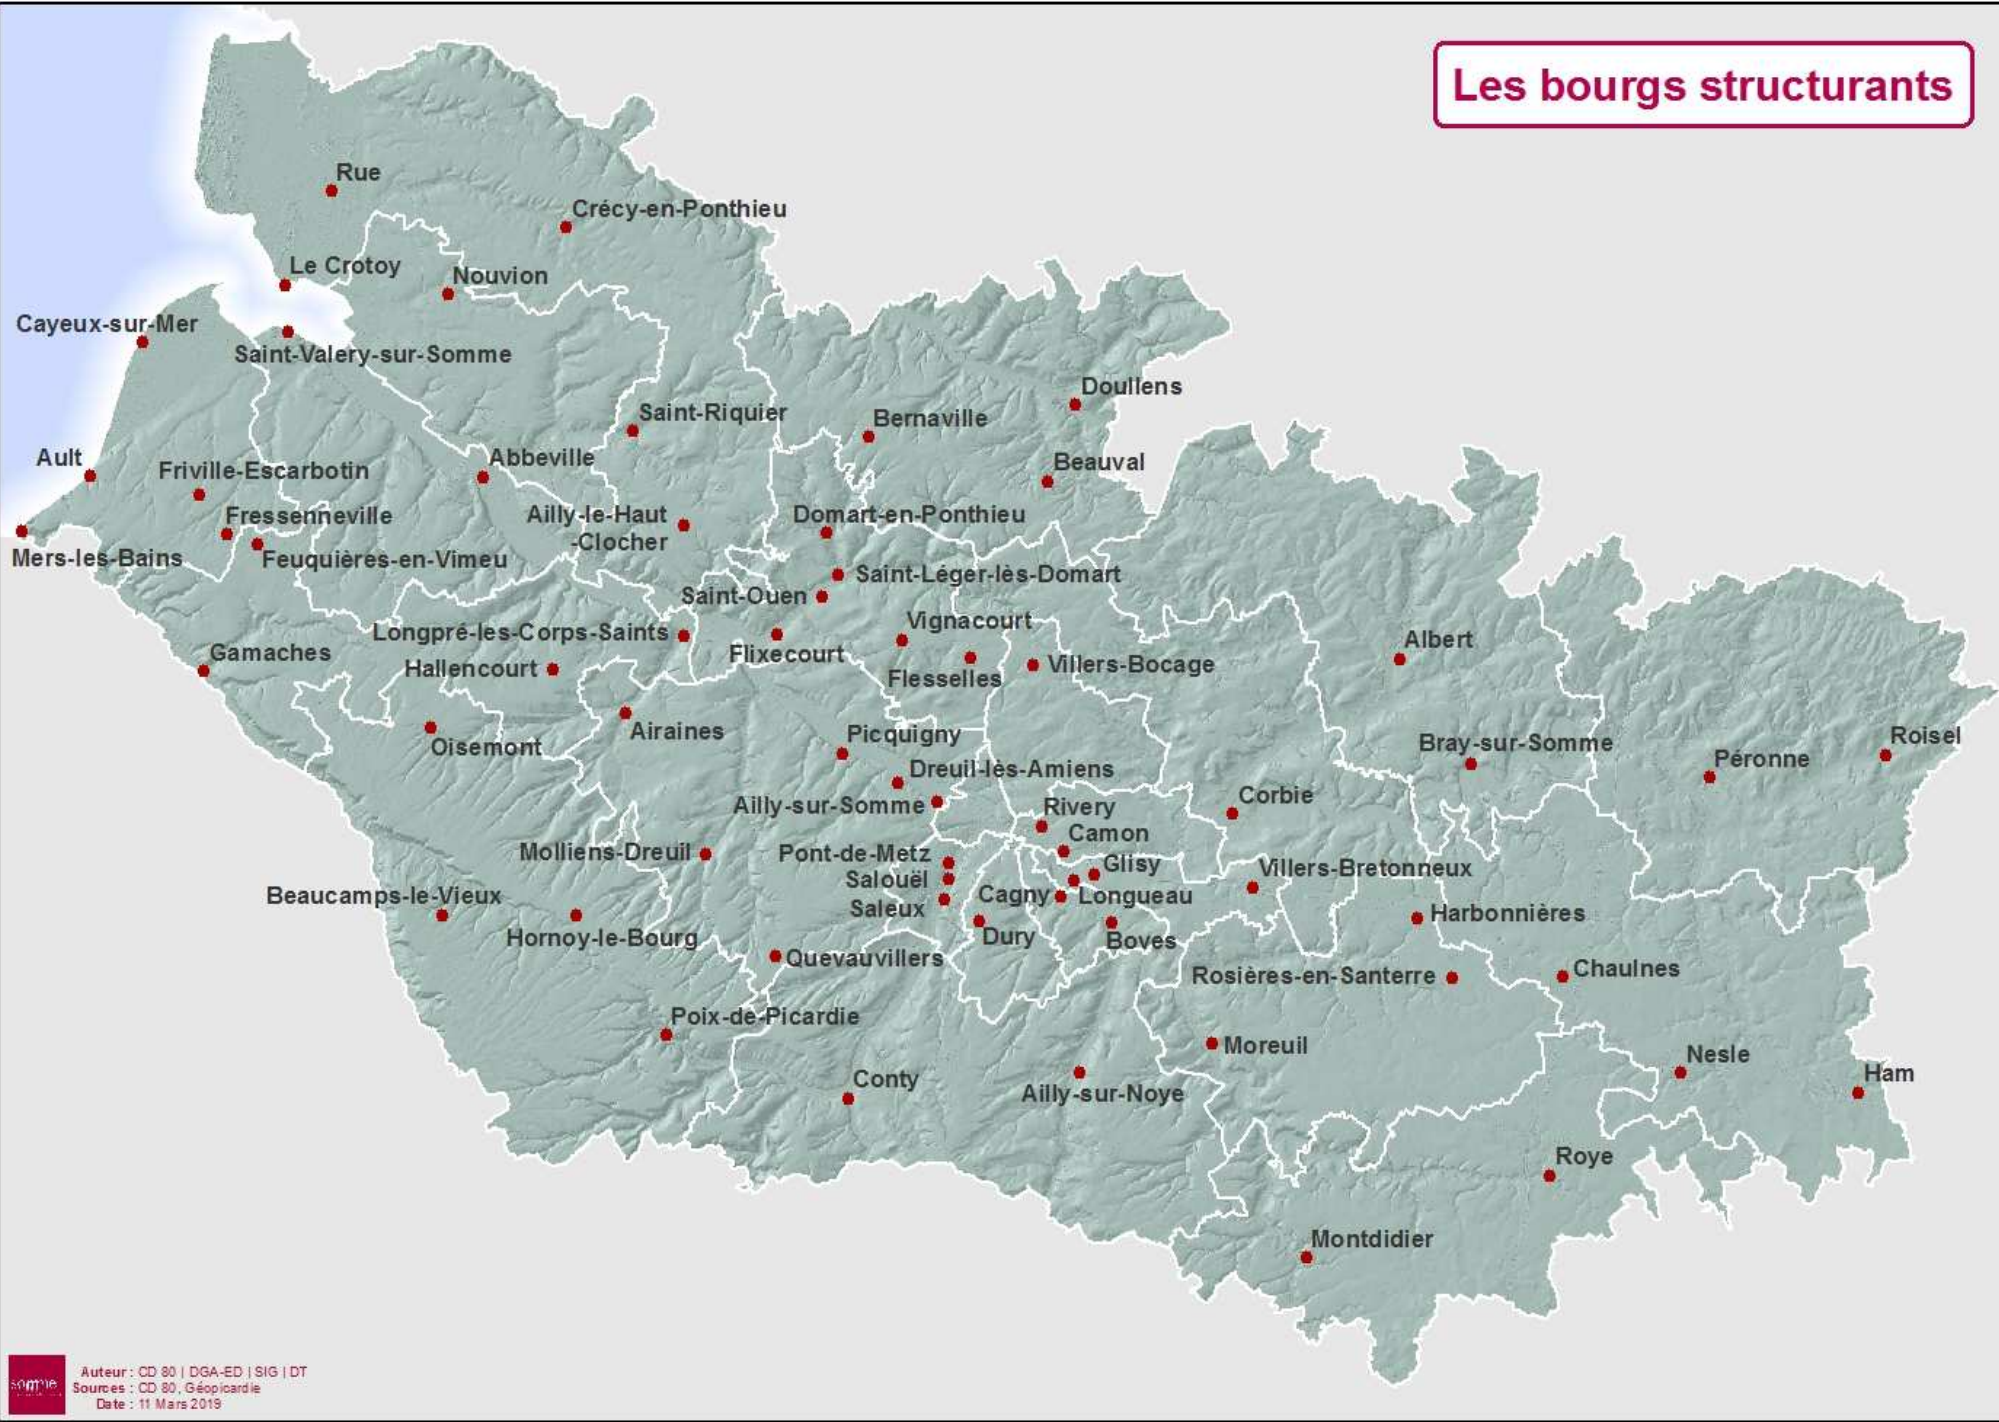 Les bourgs structurants
Rue
Crécy-en-Ponthieu
Le Crotoy
Nouvion
Cayeux-sur-Mer
Saint-Valery-sur-Somme
Doullens
Saint-Riquier
Bernaville
Ault
Friville-Escarbotin
Abbeville
Beauval
Fressenneville
Ailly-le-Haut
-Clocher
Domart-en-Ponthieu
Mers-les-Bains
Feuquières-en-Vimeu
Saint-Léger-lès-Domart
Saint-Ouen
Vignacourt
Longpré-les-Corps-Saints
Albert
Gamaches
Flixecourt
Hallencourt
Villers-Bocage
Flesselles
Airaines
Picquigny
Oisemont
Bray-sur-Somme
Roisel
Péronne
Dreuil-lès-Amiens
Ailly-sur-Somme
Rivery
Corbie
Camon
Molliens-Dreuil
Pont-de-Metz
Glisy
Villers-Bretonneux
Salouël
Beaucamps-le-Vieux
Cagny
Longueau
Saleux
Harbonnières
Hornoy-le-Bourg
Dury
Boves
Quevauvillers
Rosières-en-Santerre
Chaulnes
Poix-de-Picardie
Moreuil
Nesle
Conty
Ailly-sur-Noye
Ham
Roye
Montdidier
somme
Auteur : CD 80 | DGA-ED | SIG | DT
Sources : CD 80, Géopicardie
Date : 11 Mars 2019